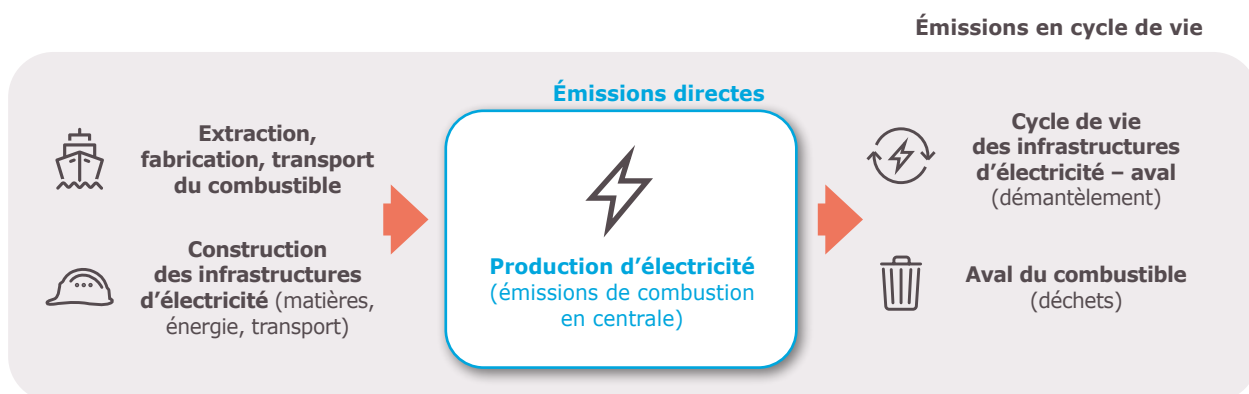 Émissions en cycle de vie
Extraction,
fabrication, transport
du combustible
Construction
des infrastructures
d’électricité (matières,
énergie, transport)
Émissions directes
Production d’électricité
(émissions de combustion
en centrale)
Cycle de vie
des infrastructures
d’électricité – aval
(démantèlement)
Aval du combustible
(déchets)